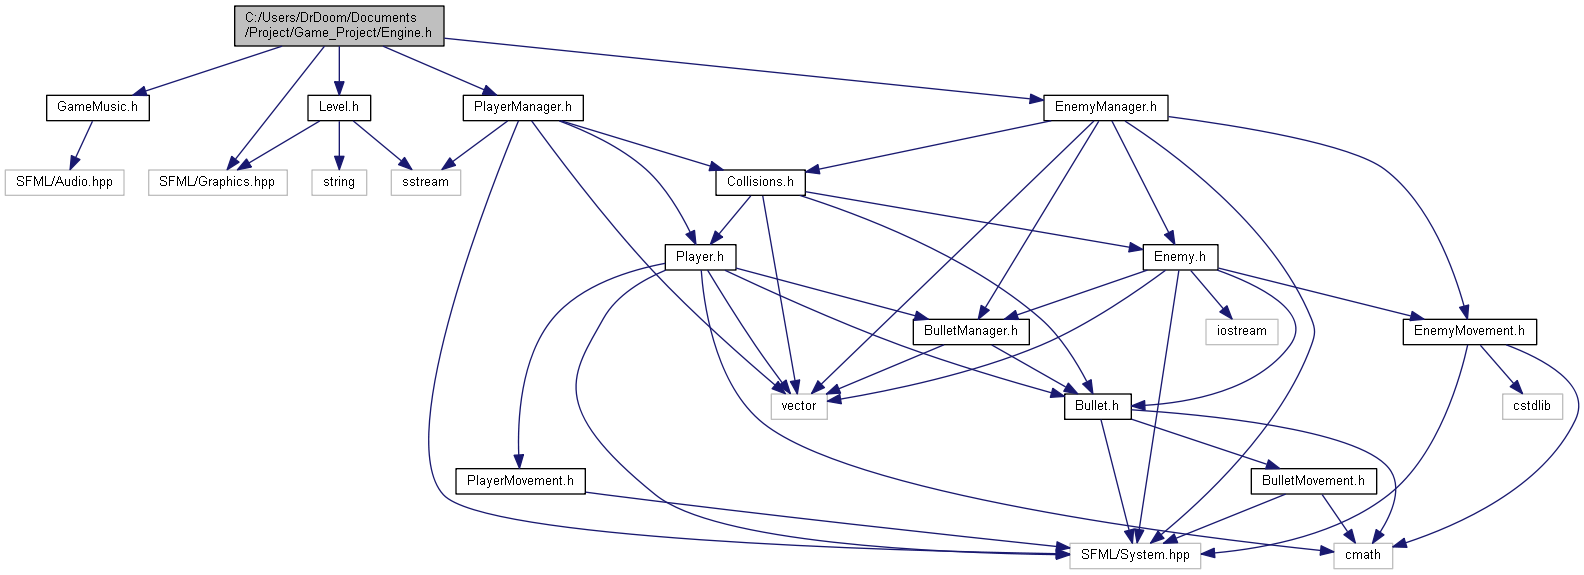 C:/Users/DrDoom/Documents
/Project/Game_Project/Engine.h
GameMusic.h
Level.h
PlayerManager.h
EnemyManager.h
SFML/Audio.hpp
SFML/Graphics.hpp
string
sstream
Collisions.h
Player.h
Enemy.h
BulletManager.h
iostream
EnemyMovement.h
vector
Bullet.h
cstdlib
PlayerMovement.h
BulletMovement.h
SFML/System.hpp
cmath